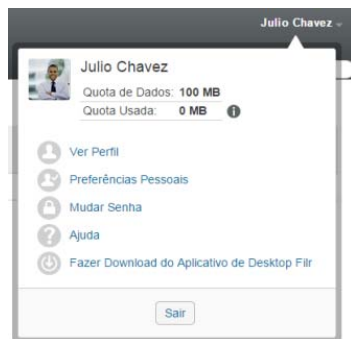 Julio Chavez
Julio Chavez
Quota de Dados: 100 MB
Quota Usada: 0 MB
Ver Perfil
Preferências Pessoais
Mudar Senha
Ajuda
Fazer Download do Aplicativo de Desktop Filr
Sair